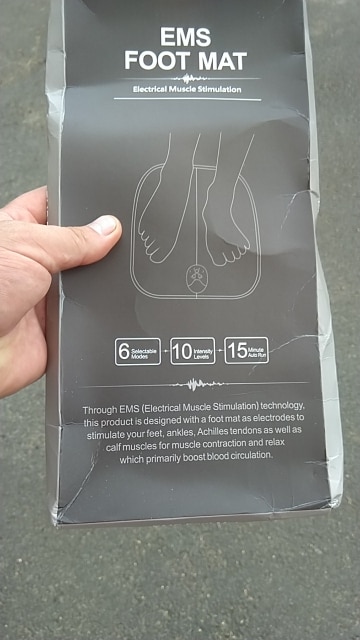 EMS
FOOT MAT
Electrical Muscle Stimulation
6 Selectable Modes 10 Intensity Levels 15 Minute Auto Run
Through EMS (Electrical Muscle Stimulation) technology,
this product is designed with a foot mat as electrodes to
stimulate your feet, ankles, Achilles tendons as well as
calf muscles for muscle contraction and relax
which primarily boost blood circulation.